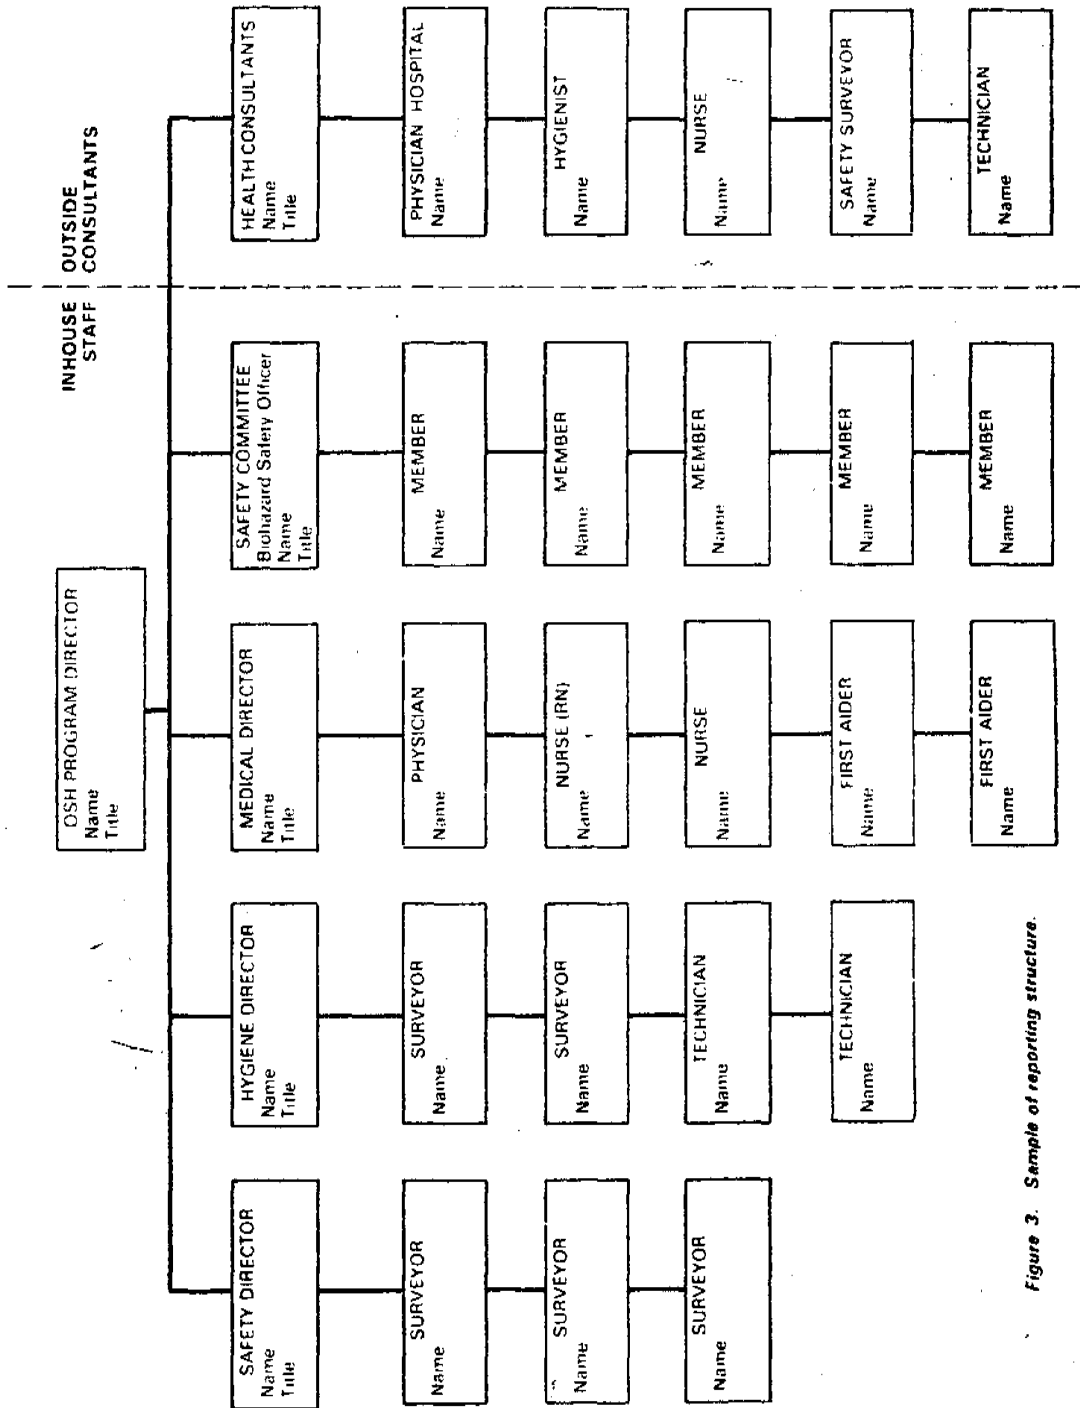 OSH PROGRAM DIRECTOR
Name
Title
INHOUSE
STAFF
OUTSIDE
CONSULTANTS
SAFETY DIRECTOR
Name
Title
SURVEYOR
Name
SURVEYOR
Name
SURVEYOR
Name
HYGIENE DIRECTOR
Name
Title
SURVEYOR
Name
SURVEYOR
Name
TECHNICIAN
Name
TECHNICIAN
Name
MEDICAL DIRECTOR
Name
Title
PHYSICIAN
Name
NURSE (RN)
Name
NURSE
Name
FIRST AIDER
Name
FIRST AIDER
Name
SAFETY COMMITTEE
Biohazard Safety Officer
Name
Title
MEMBER
Name
MEMBER
Name
MEMBER
Name
MEMBER
Name
MEMBER
Name
HEALTH CONSULTANTS
Name
Title
PHYSICIAN HOSPITAL
Name
HYGIENIST
Name
NURSE
Name
SAFETY SURVEYOR
Name
TECHNICIAN
Name
Figure 3. Sample of reporting structure.